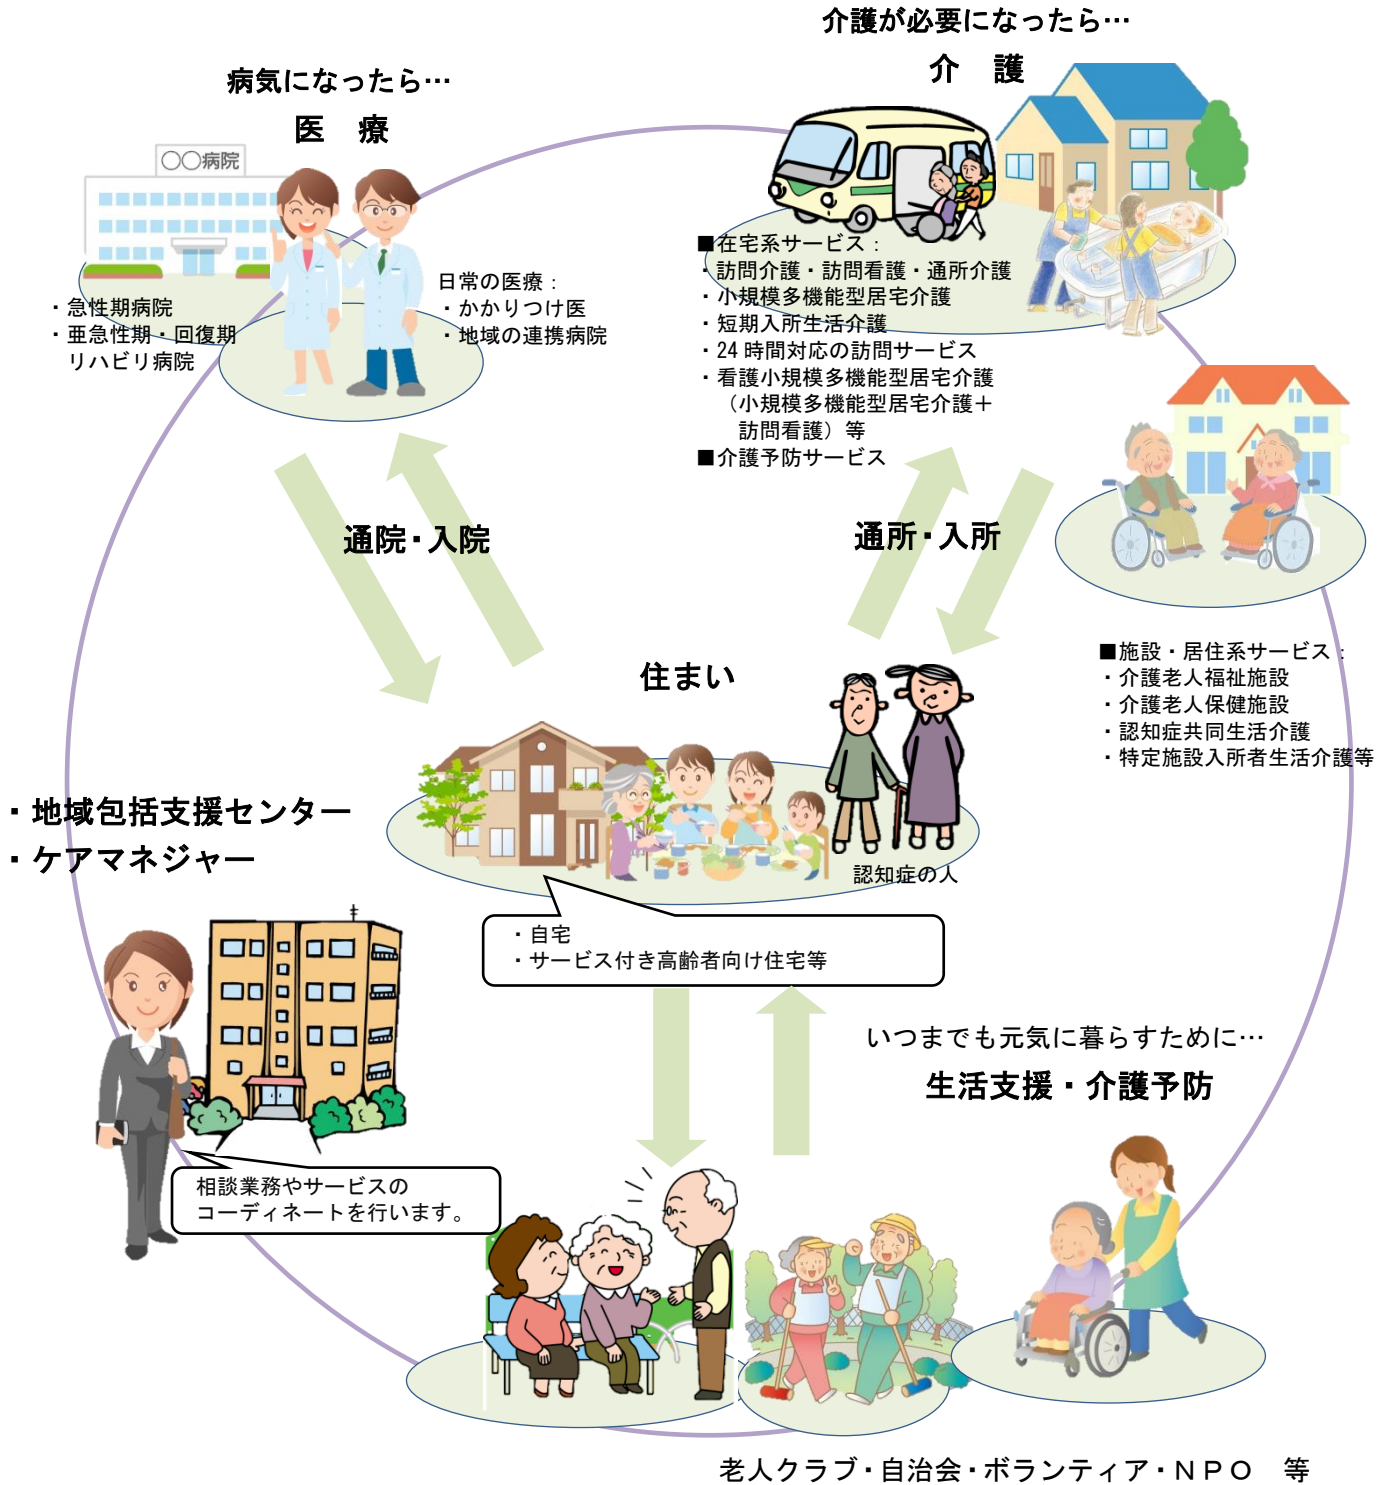 介護が必要になったら…
介　護
病気になったら…
医　療
〇〇病院
・急性期病院
・亜急性期・回復期
リハビリ病院
日常の医療：
・かかりつけ医
・地域の連携病院
■在宅系サービス：
・訪問介護・訪問看護・通所介護
・小規模多機能型居宅介護
・短期入所生活介護
・24 時間対応の訪問サービス
・看護小規模多機能型居宅介護
（小規模多機能型居宅介護＋
訪問看護）等
■介護予防サービス
通院・入院
通所・入所
■施設・居住系サービス：
・介護老人福祉施設
・介護老人保健施設
・認知症共同生活介護
・特定施設入所者生活介護等
住まい
認知症の人
・自宅
・サービス付き高齢者向け住宅等
・地域包括支援センター
・ケアマネジャー
相談業務やサービスの
コーディネートを行います。
いつまでも元気に暮らすために…
生活支援・介護予防
老人クラブ・自治会・ボランティア・ＮＰＯ　等